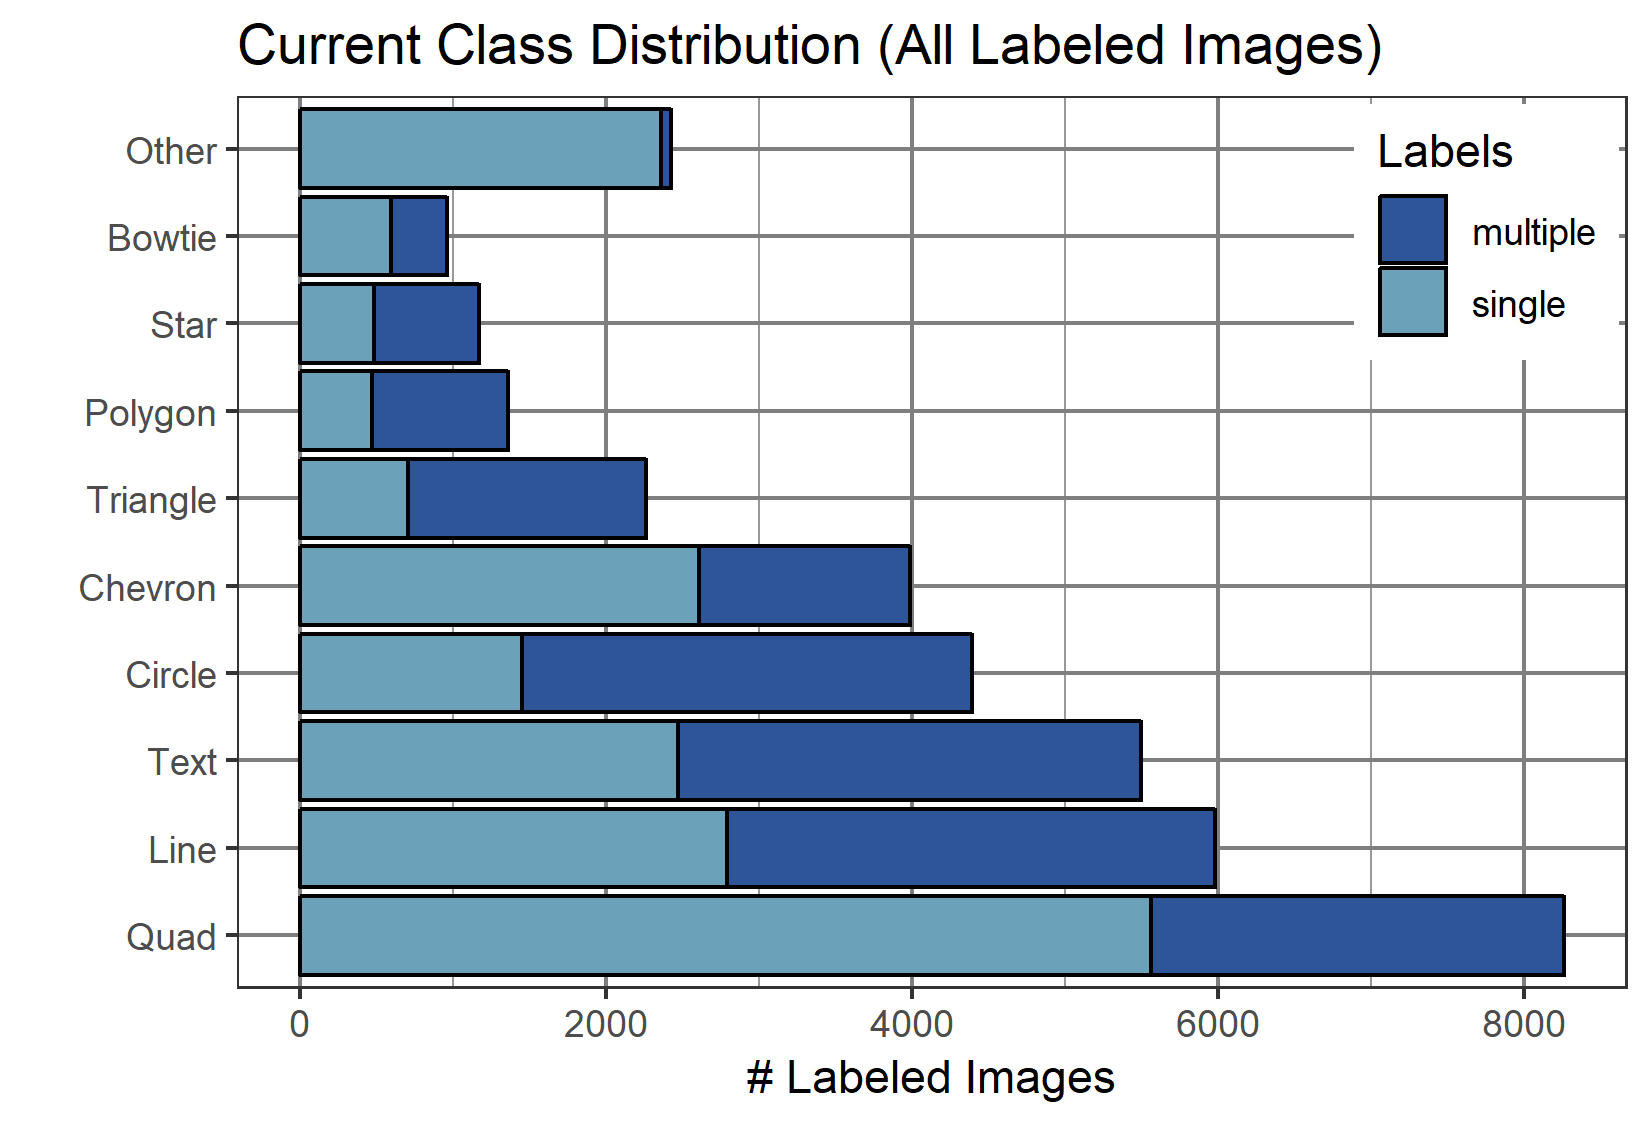 Current Class Distribution (All Labeled Images)
Other
Bowtie
Star
Polygon
Triangle
Chevron
Circle
Text
Line
Quad
Labels
multiple
single
0 2000 4000 6000 8000
# Labeled Images